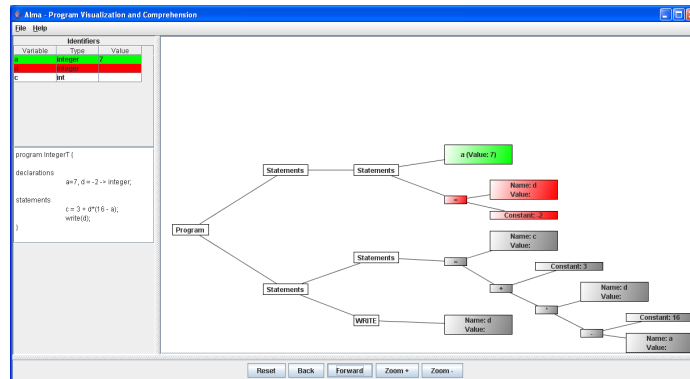 Alma - Program Visualization and Comprehension
File Help
Identifiers
Variable Type Value
a integer 7
d integer
c int
program IntegerT {
declarations
a=7, d = -2 -> integer;
statements
c = 3 + d*(16 - a);
write(d);
}
Program
Statements
Statements
a (Value: 7)
=
Name: d
Value:
Constant: -2
Statements
Statements
=
Name: c
Value:
+
Constant: 3
*
Name: d
Value:
-
Constant: 16
Name: a
Value:
WRITE
Name: d
Value:
Reset Back Forward Zoom + Zoom -